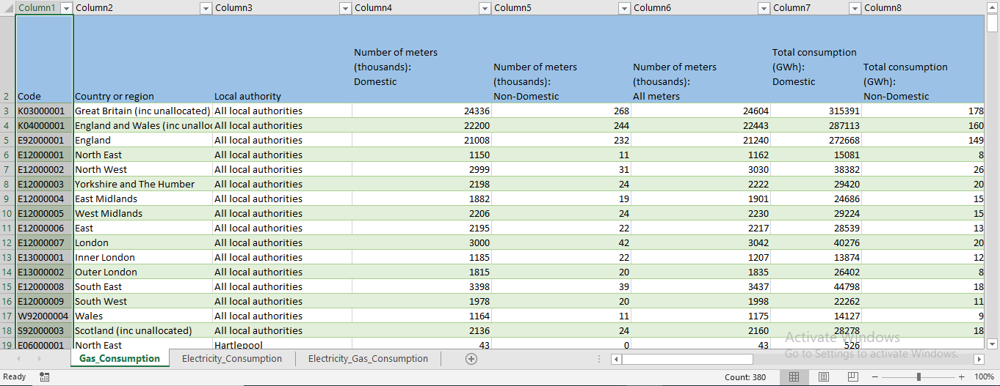 Column1 Column2 Column3 Column4 Column5 Column6 Column7 Column8
2 Code Country or region Local authority Number of meters (thousands): Domestic Number of meters (thousands): Non-Domestic Number of meters (thousands): All meters Total consumption (GWh): Domestic Total consumption (GWh): Non-Domestic
3 K03000001 Great Britain (inc unallocated) All local authorities 24336 268 24604 315391 178
4 K04000001 England and Wales (inc unalloc All local authorities 22200 244 22443 287113 160
5 E92000001 England All local authorities 21008 232 21240 272668 149
6 E12000001 North East All local authorities 1150 11 1162 15081 8
7 E12000002 North West All local authorities 2999 31 3030 38382 26
8 E12000003 Yorkshire and The Humber All local authorities 2198 24 2222 29420 20
9 E12000004 East Midlands All local authorities 1882 19 1901 24686 15
10 E12000005 West Midlands All local authorities 2206 24 2230 29224 15
11 E12000006 East All local authorities 2195 22 2217 28539 13
12 E12000007 London All local authorities 3000 42 3042 40276 20
13 E13000001 Inner London All local authorities 1185 22 1207 13874 12
14 E13000002 Outer London All local authorities 1815 20 1835 26402 8
15 E12000008 South East All local authorities 3398 39 3437 44798 18
16 E12000009 South West All local authorities 1978 20 1998 22262 11
17 W92000004 Wales All local authorities 1164 11 1175 14127 9
18 S92000003 Scotland (inc unallocated) All local authorities 2136 24 2160 28278 18
19 E06000001 North East Hartlepool 43 0 43 526
Activate Windows
Go to Settings to activate Windows.
Gas_Consumption Electricity_Consumption Electricity_Gas_Consumption
Ready Count: 380 100%